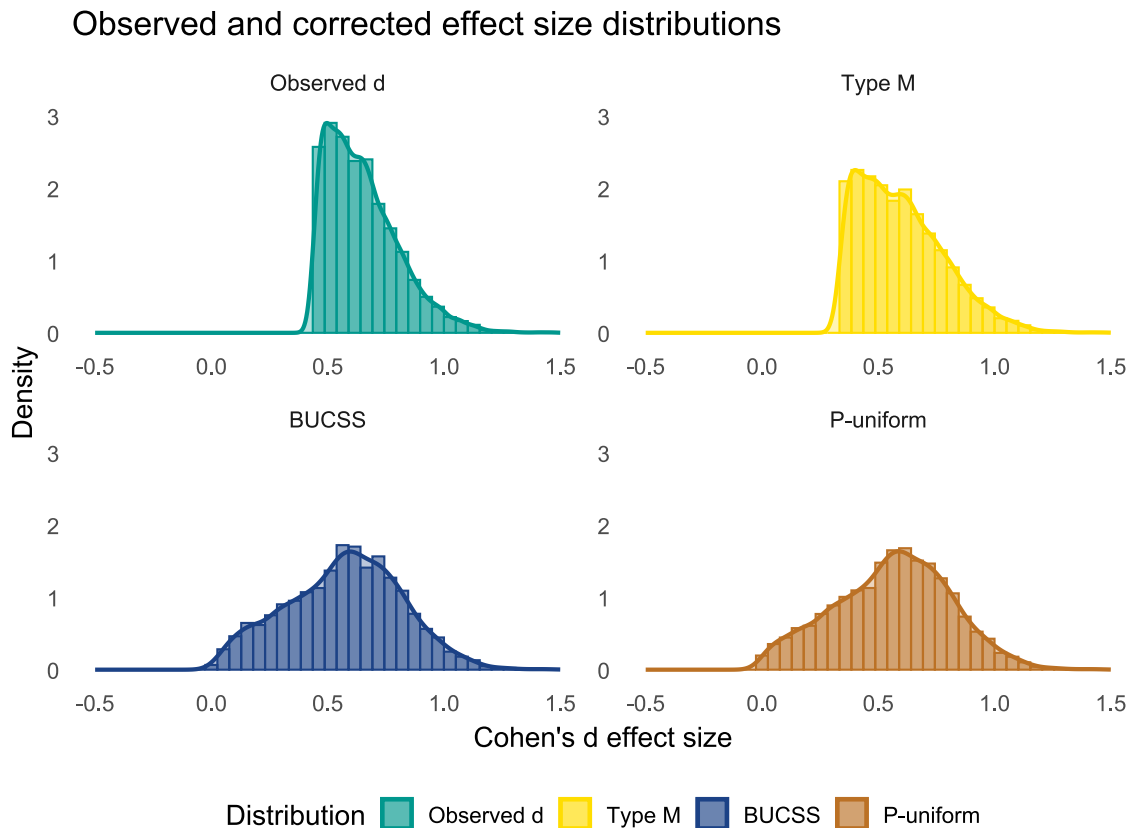 Observed and corrected effect size distributions
Observed d
Type M
3
2
1
0
-0.5 0.0 0.5 1.0 1.5
3
2
1
0
-0.5 0.0 0.5 1.0 1.5
Density
BUCSS
P-uniform
3
2
1
0
-0.5 0.0 0.5 1.0 1.5
3
2
1
0
-0.5 0.0 0.5 1.0 1.5
Cohen's d effect size
Distribution Observed d Type M BUCSS P-uniform